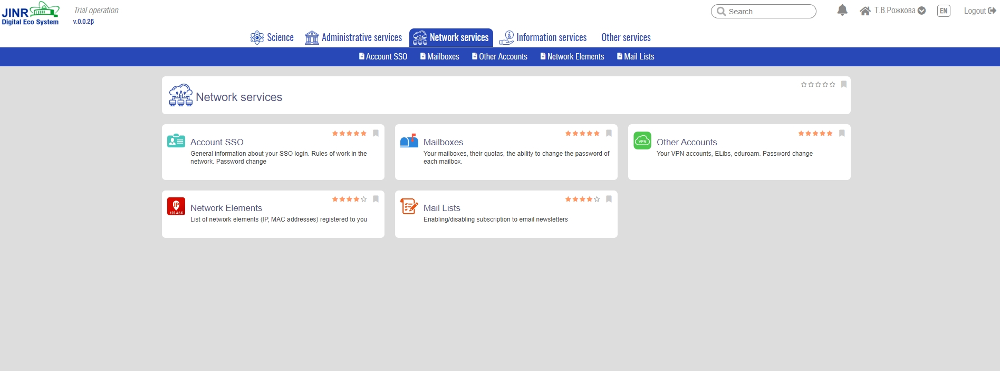 JINR
Digital Eco System
Trial operation
v.0.0.2β
Search
Т.В.Рожкова
EN
Logout
Science
Administrative services
Network services
Information services
Other services
Account SSO
Mailboxes
Other Accounts
Network Elements
Mail Lists
Network services
Account SSO
General information about your SSO login. Rules of work in the
network. Password change
Mailboxes
Your mailboxes, their quotas, the ability to change the password of
each mailbox.
VPN
Other Accounts
Your VPN accounts, ELibs, eduroam. Password change
IP
123.4.5.6
Network Elements
List of network elements (IP, MAC addresses) registered to you
Mail Lists
Enabling/disabling subscription to email newsletters